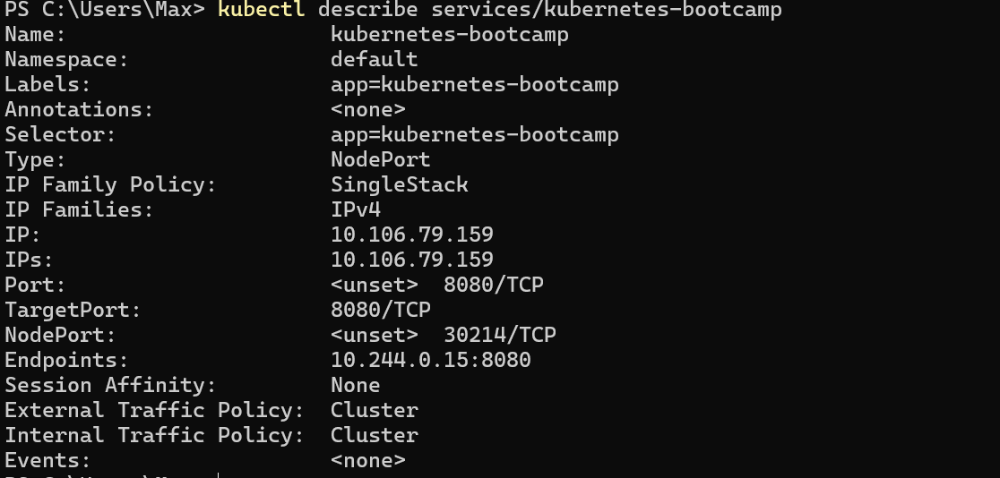 PS C:\Users\Max> kubectl describe services/kubernetes-bootcamp
Name:                     kubernetes-bootcamp
Namespace:                default
Labels:                   app=kubernetes-bootcamp
Annotations:              <none>
Selector:                 app=kubernetes-bootcamp
Type:                     NodePort
IP Family Policy:         SingleStack
IP Families:              IPv4
IP:                       10.106.79.159
IPs:                      10.106.79.159
Port:                     <unset>  8080/TCP
TargetPort:               8080/TCP
NodePort:                 <unset>  30214/TCP
Endpoints:                10.244.0.15:8080
Session Affinity:         None
External Traffic Policy:  Cluster
Internal Traffic Policy:  Cluster
Events:                   <none>